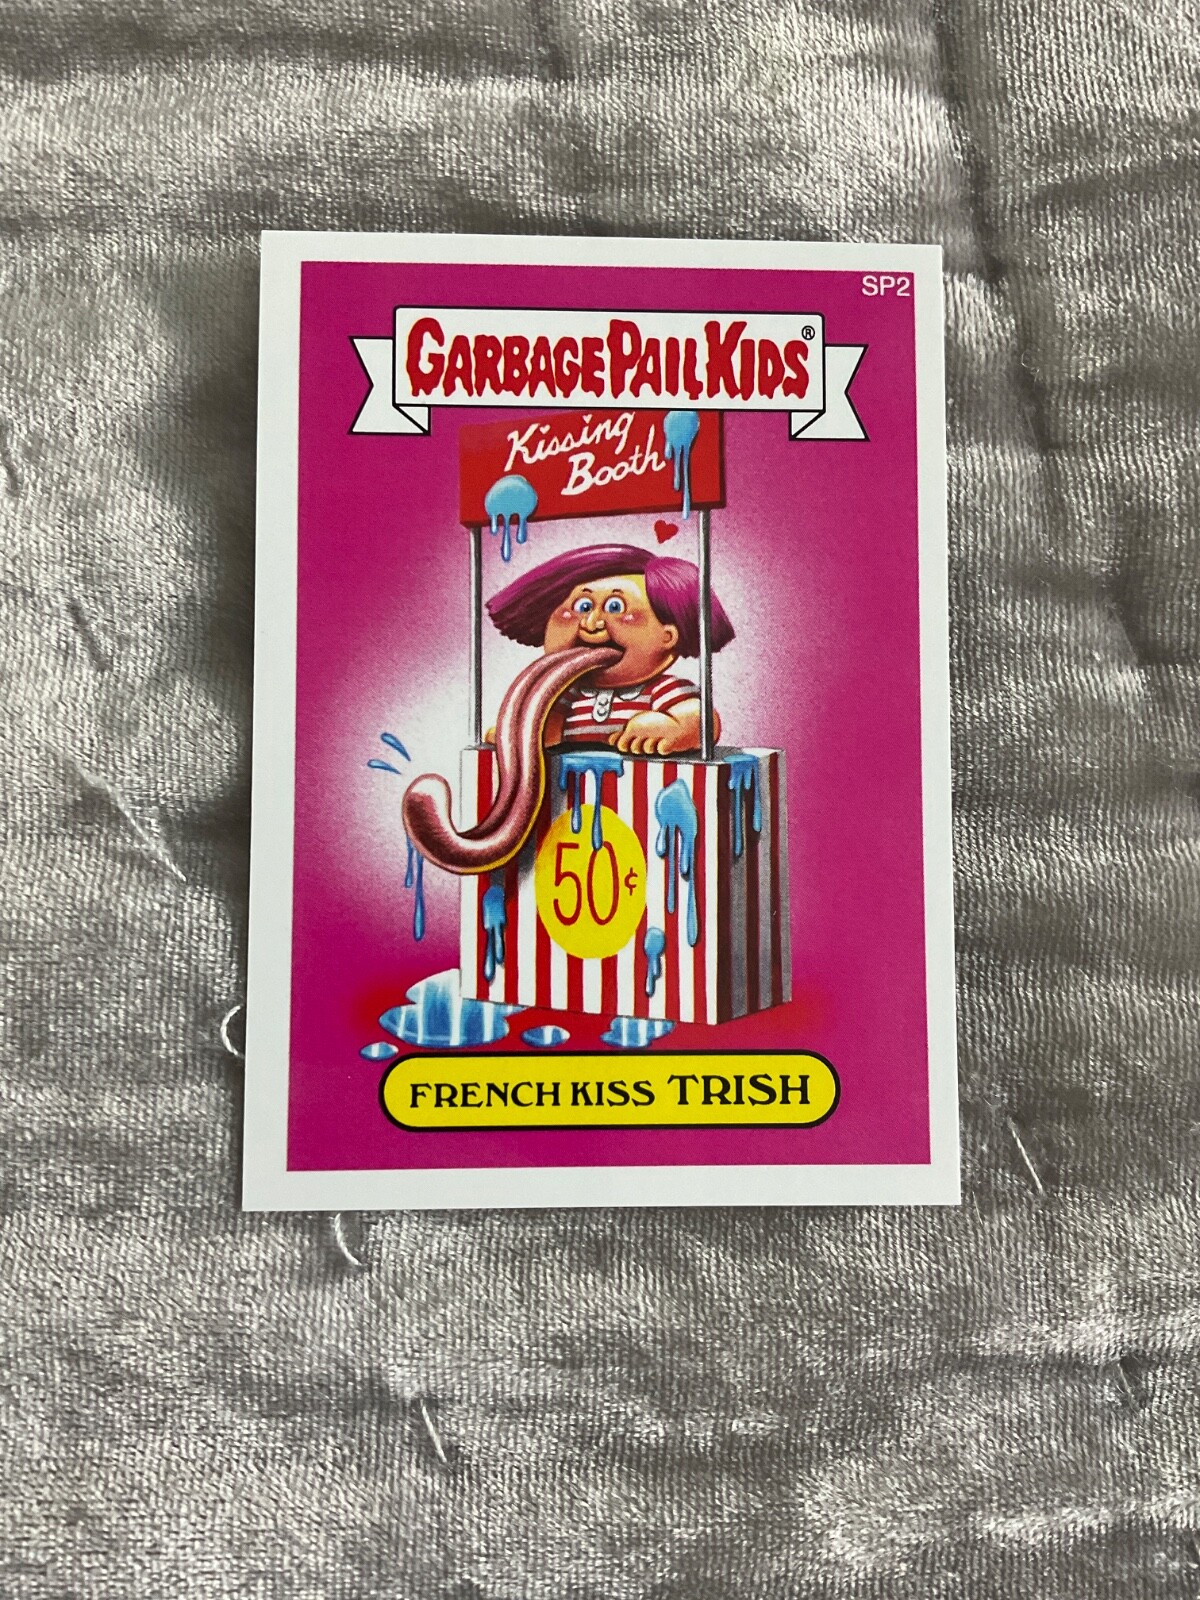 SP2
GARBAGE PAIL KIDS®
Kissing
Booth
50¢
FRENCH KISS TRISH